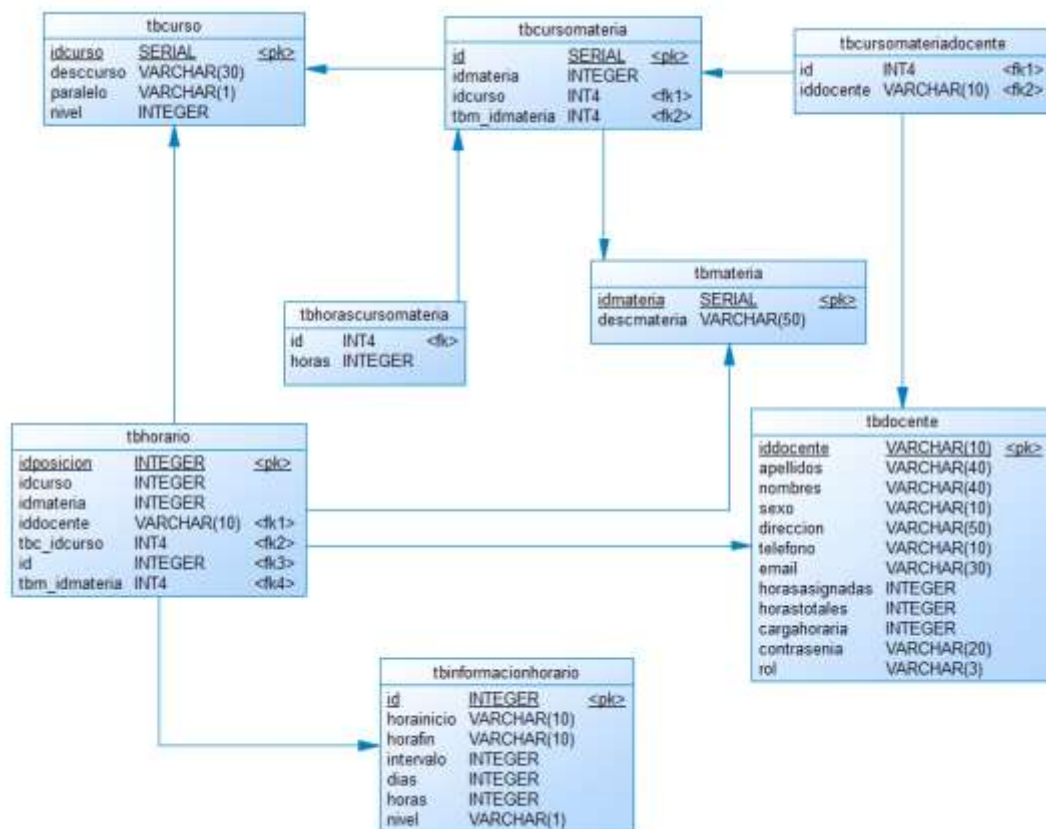 tbcurso
idcurso SERIAL <pk>
desccurso VARCHAR(30)
paralelo VARCHAR(1)
nivel INTEGER
tbcursomateria
id SERIAL <pk>
idmateria INTEGER
idcurso INT4 <fk1>
tbm_idmateria INT4 <fk2>
tbcursomateriadocente
id INT4 <fk1>
iddocente VARCHAR(10) <fk2>
tbmateria
idmateria SERIAL <pk>
descmateria VARCHAR(50)
tbhorascursomateria
id INT4 <fk>
horas INTEGER
tbhorario
idposicion INTEGER <pk>
idcurso INTEGER
idmateria INTEGER
iddocente VARCHAR(10) <fk1>
tbc_idcurso INT4 <fk2>
id INTEGER <fk3>
tbm_idmateria INT4 <fk4>
tbdocente
iddocente VARCHAR(10) <pk>
apellidos VARCHAR(40)
nombres VARCHAR(40)
sexo VARCHAR(10)
direccion VARCHAR(50)
telefono VARCHAR(10)
email VARCHAR(30)
horasasignadas INTEGER
horastotales INTEGER
cargahoraria INTEGER
contrasenia VARCHAR(20)
rol VARCHAR(3)
tbinformacionhorario
id INTEGER <pk>
horainicio VARCHAR(10)
horafin VARCHAR(10)
intervalo INTEGER
dias INTEGER
horas INTEGER
nivel VARCHAR(1)